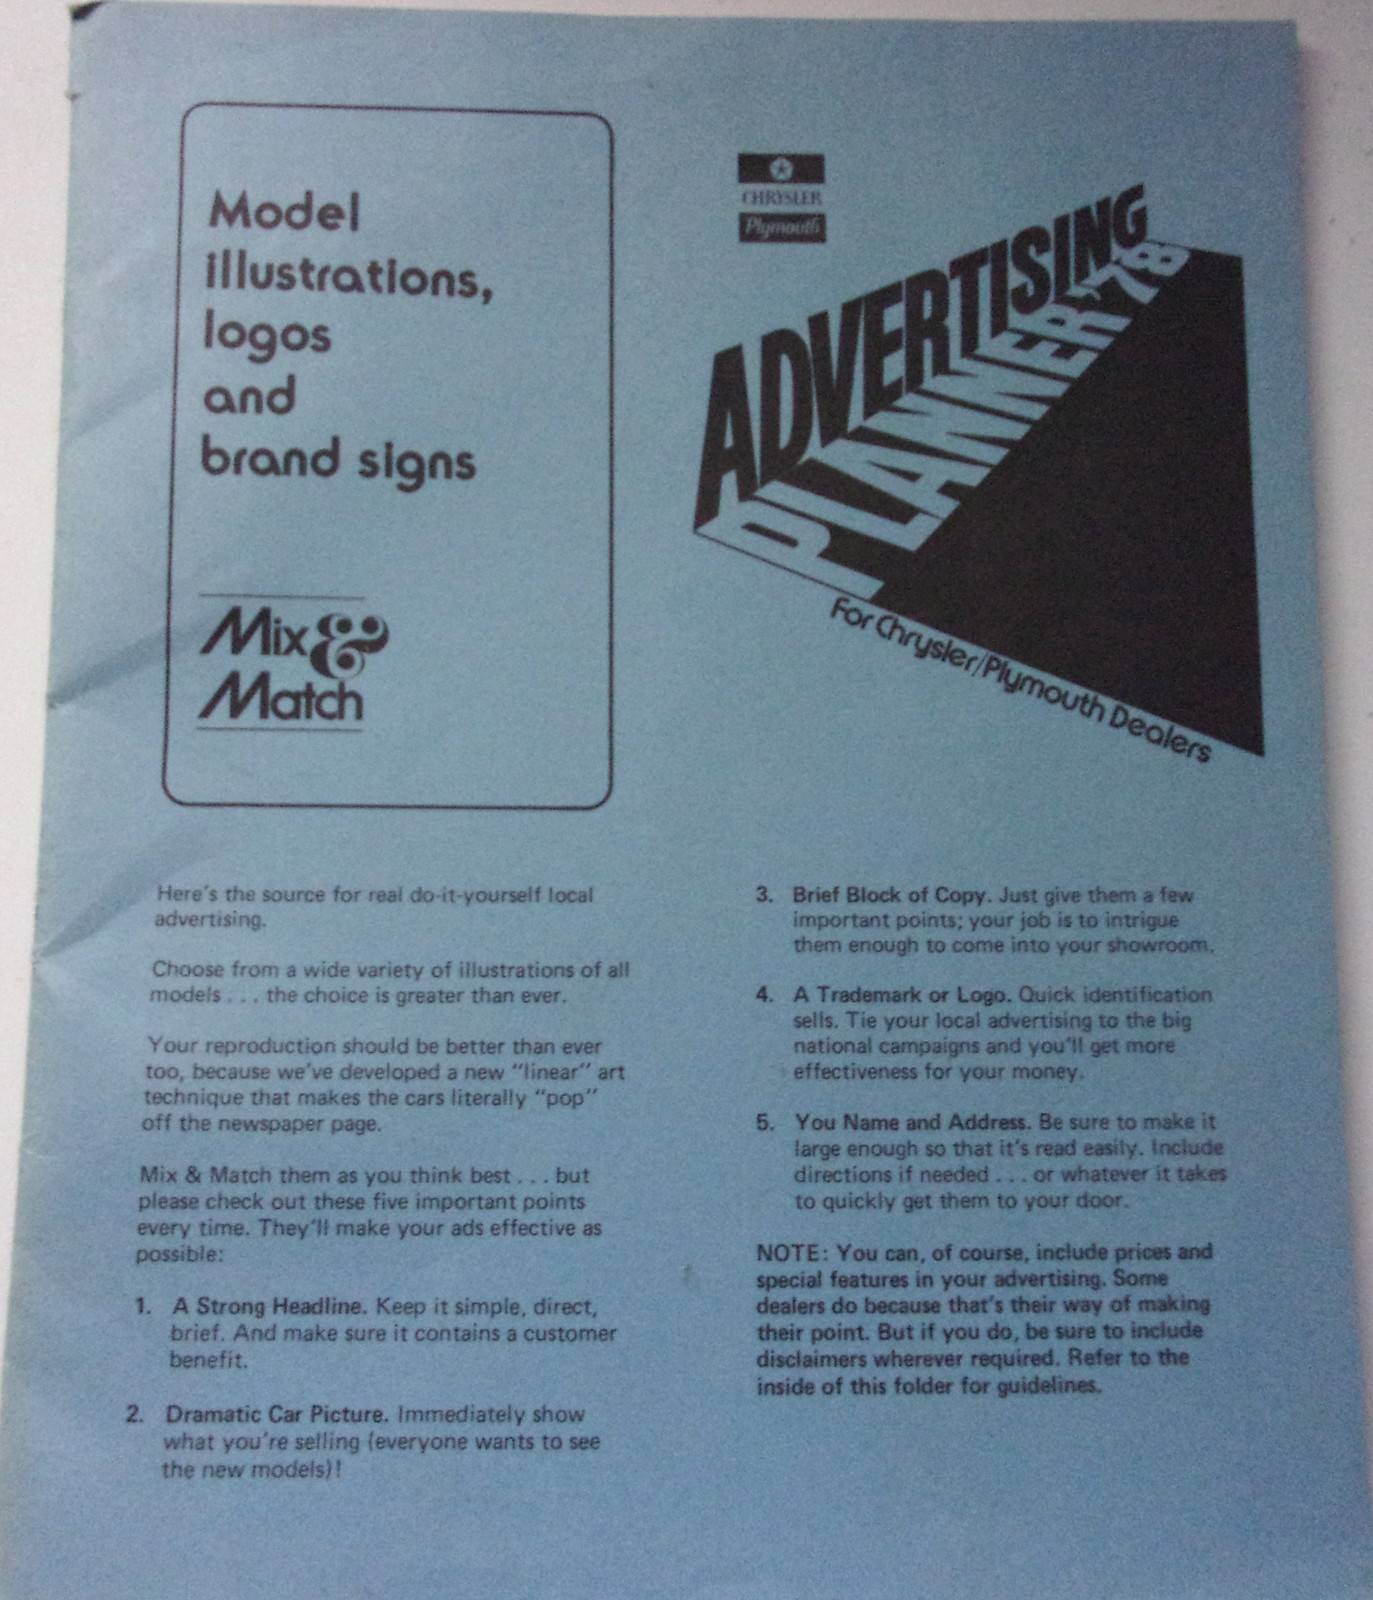 Model
illustrations,
logos
and
brand signs
Mix &
Match
CHRYSLER
Plymouth
ADVERTISING
PLANNER '78
For Chrysler/Plymouth Dealers
Here's the source for real do-it-yourself local
advertising.
Choose from a wide variety of illustrations of all
models . . . the choice is greater than ever.
Your reproduction should be better than ever
too, because we've developed a new "linear" art
technique that makes the cars literally "pop"
off the newspaper page.
Mix & Match them as you think best . . . but
please check out these five important points
every time. They'll make your ads effective as
possible:
1. A Strong Headline. Keep it simple, direct,
brief. And make sure it contains a customer
benefit.
2. Dramatic Car Picture. Immediately show
what you're selling (everyone wants to see
the new models)!
3. Brief Block of Copy. Just give them a few
important points; your job is to intrigue
them enough to come into your showroom.
4. A Trademark or Logo. Quick identification
sells. Tie your local advertising to the big
national campaigns and you'll get more
effectiveness for your money.
5. You Name and Address. Be sure to make it
large enough so that it's read easily. Include
directions if needed . . . or whatever it takes
to quickly get them to your door.
NOTE: You can, of course, include prices and
special features in your advertising. Some
dealers do because that's their way of making
their point. But if you do, be sure to include
disclaimers wherever required. Refer to the
inside of this folder for guidelines.